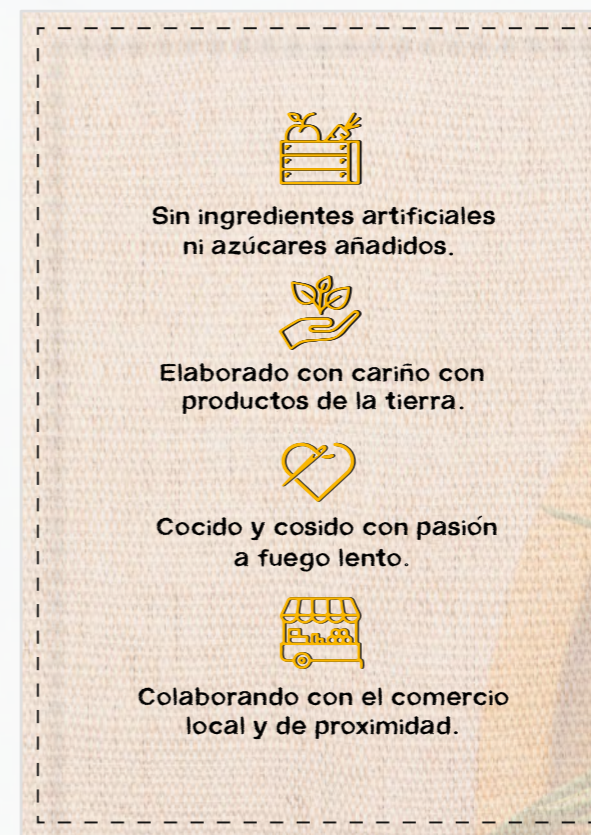 Sin ingredientes artificiales
ni azúcares añadidos.
Elaborado con cariño con
productos de la tierra.
Cocido y cosido con pasión
a fuego lento.
Colaborando con el comercio
local y de proximidad.